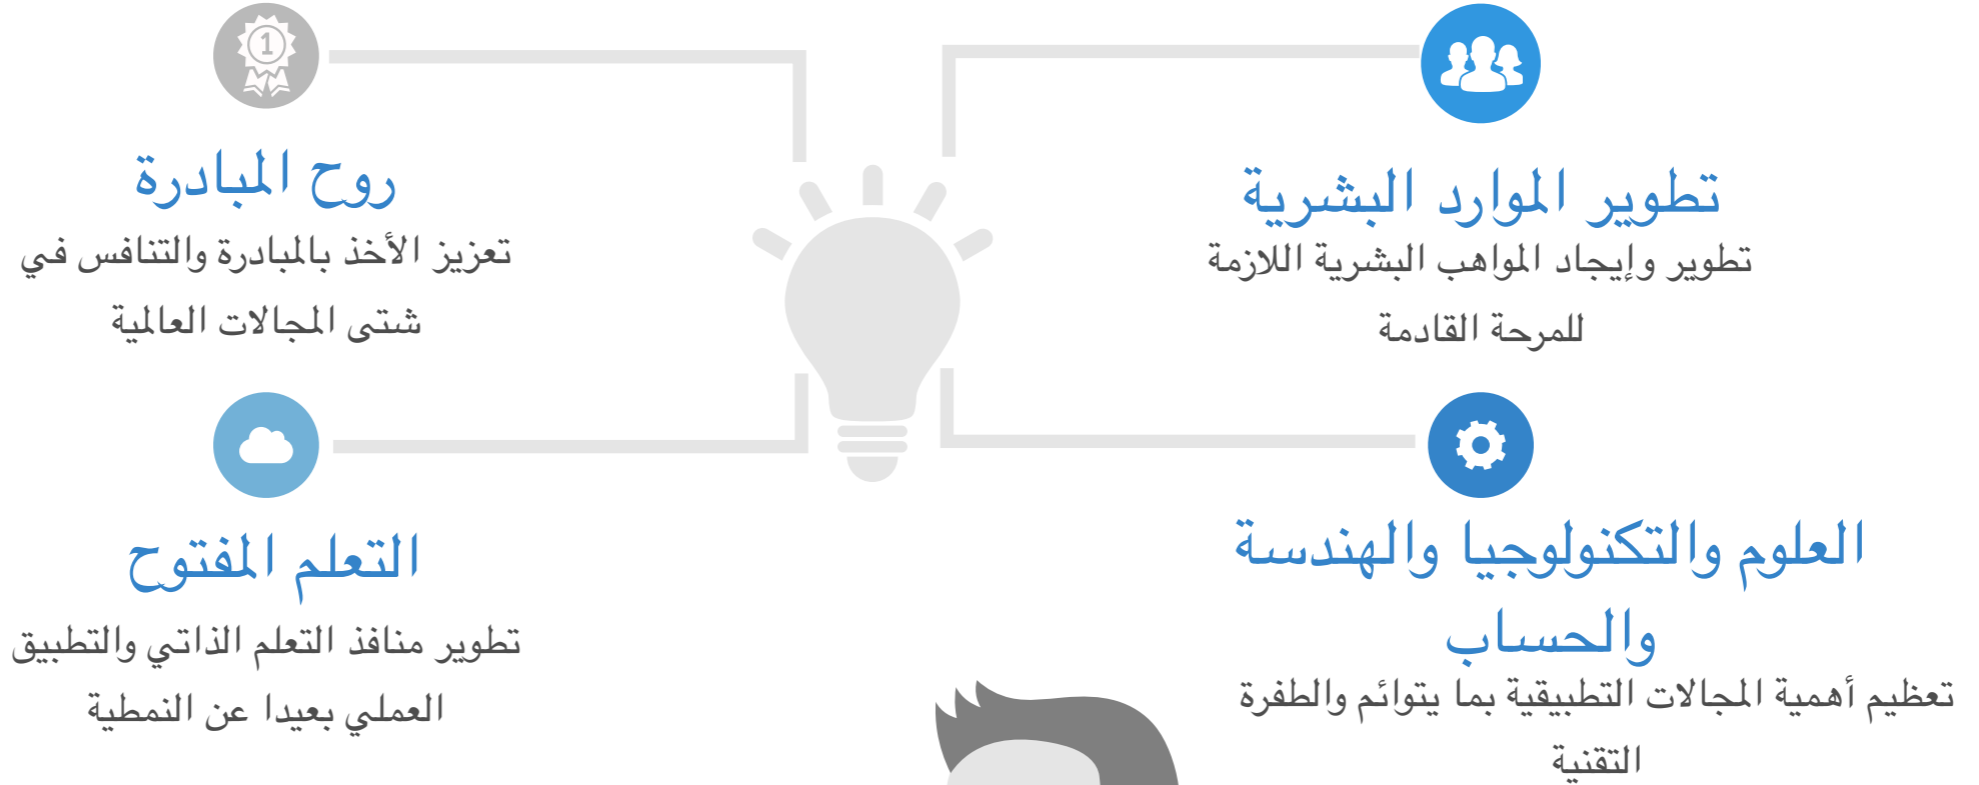 تطوير الموارد البشرية
تطوير وإيجاد المواهب البشرية اللازمة
للمرحة القادمة
روح المبادرة
تعزيز الأخذ بالمبادرة والتنافس في
شتى المجالات العالمية
العلوم والتكنولوجيا والهندسة
والحساب
تعظيم أهمية المجالات التطبيقية بما يتوائم والطفرة
التقنية
التعلم المفتوح
تطوير منافذ التعلم الذاتي والتطبيق
العملي بعيدا عن النمطية
1